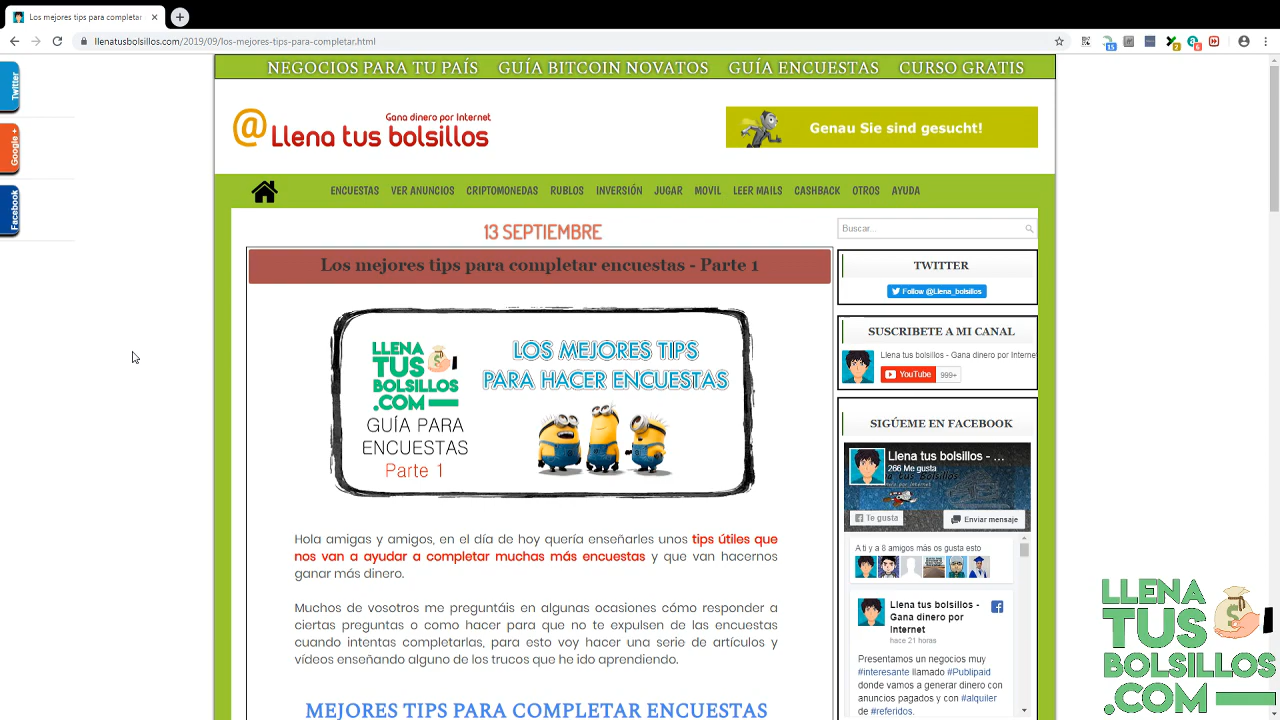 Los mejores tips para completar
llenatusbolsillos.com/2019/09/los-mejores-tips-para-completar.html
15
2
6
Twitter
Google +
Facebook
NEGOCIOS PARA TU PAÍS GUÍA BITCOIN NOVATOS GUÍA ENCUESTAS CURSO GRATIS
Gana dinero por Internet
@Llena tus bolsillos
Genau Sie sind gesucht!
ENCUESTAS VER ANUNCIOS CRIPTOMONEDAS RUBLOS INVERSIÓN JUGAR MOVIL LEER MAILS CASHBACK OTROS AYUDA
13 SEPTIEMBRE
Los mejores tips para completar encuestas - Parte 1
LLENA
TUS
BOLSILLOS
.COM
GUÍA PARA
ENCUESTAS
Parte 1
LOS MEJORES TIPS
PARA HACER ENCUESTAS
Hola amigas y amigos, en el día de hoy quería enseñarles unos tips útiles que
nos van a ayudar a completar muchas más encuestas y que van hacernos
ganar más dinero.
Muchos de vosotros me preguntáis en algunas ocasiones cómo responder a
ciertas preguntas o como hacer para que no te expulsen de las encuestas
cuando intentas completarlas, para esto voy hacer una serie de artículos y
vídeos enseñando alguno de los trucos que he ido aprendiendo.
MEJORES TIPS PARA COMPLETAR ENCUESTAS
Buscar...
TWITTER
Follow @Llena_bolsillos
SUSCRIBETE A MI CANAL
Llena tus bolsillos - Gana dinero por Interne
YouTube 999+
SIGÚEME EN FACEBOOK
Llena tus bolsillos - ...
266 Me gusta
Te gusta
Enviar mensaje
A ti y a 8 amigos más os gusta esto
Llena tus bolsillos -
Gana dinero por
Internet
hace 21 horas
Presentamos un negocios muy
#interesante llamado #Publipaid
donde vamos a generar dinero con
anuncios pagados y con #alquiler
de #referidos.
LLENA
TUS
BOLSILLOS
.COM